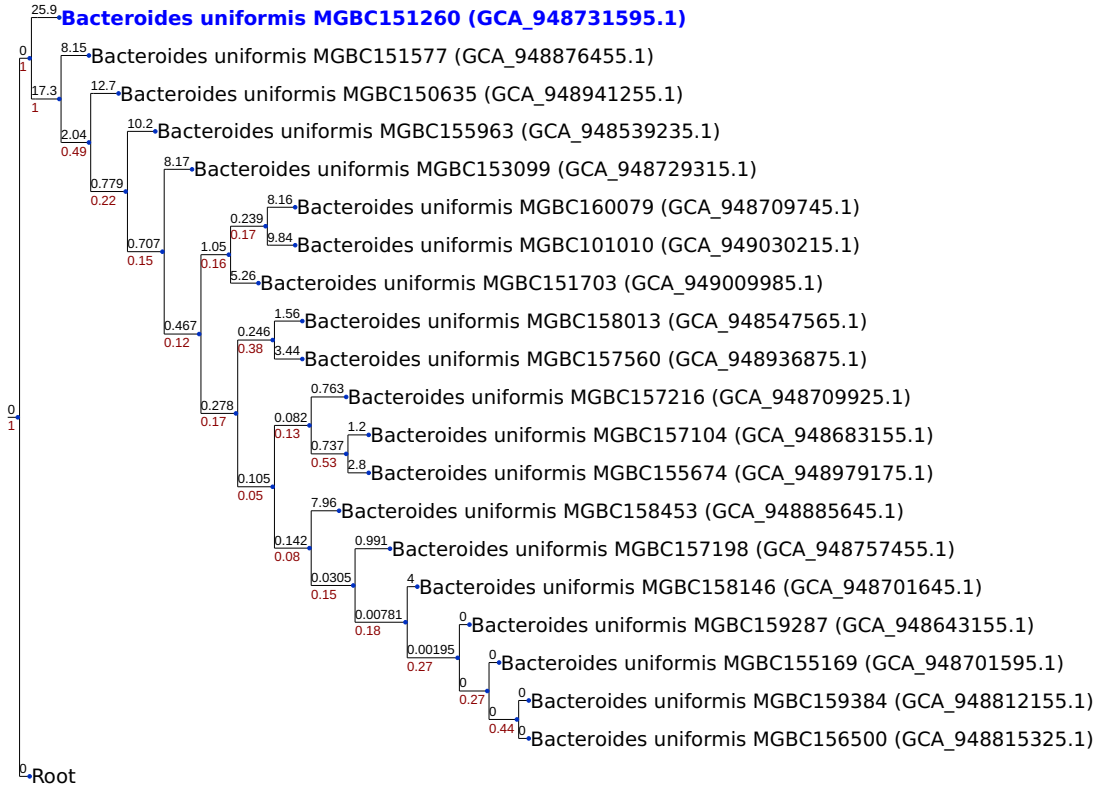 25.9 Bacteroides uniformis MGBC151260 (GCA_948731595.1)
0
1
8.15 Bacteroides uniformis MGBC151577 (GCA_948876455.1)
17.3
1
12.7 Bacteroides uniformis MGBC150635 (GCA_948941255.1)
2.04
0.49
10.2 Bacteroides uniformis MGBC155963 (GCA_948539235.1)
0.779
0.22
8.17 Bacteroides uniformis MGBC153099 (GCA_948729315.1)
0.707
0.15
8.16 Bacteroides uniformis MGBC160079 (GCA_948709745.1)
0.239
0.17
9.84 Bacteroides uniformis MGBC101010 (GCA_949030215.1)
1.05
0.16
5.26 Bacteroides uniformis MGBC151703 (GCA_949009985.1)
0.467
0.12
1.56 Bacteroides uniformis MGBC158013 (GCA_948547565.1)
0.246
0.38
3.44 Bacteroides uniformis MGBC157560 (GCA_948936875.1)
0.278
0.17
0.763 Bacteroides uniformis MGBC157216 (GCA_948709925.1)
0.082
0.13
1.2 Bacteroides uniformis MGBC157104 (GCA_948683155.1)
0.737
0.53
2.8 Bacteroides uniformis MGBC155674 (GCA_948979175.1)
0
1
0.105
0.05
7.96 Bacteroides uniformis MGBC158453 (GCA_948885645.1)
0.142
0.08
0.991 Bacteroides uniformis MGBC157198 (GCA_948757455.1)
0.0305
0.15
4 Bacteroides uniformis MGBC158146 (GCA_948701645.1)
0.00781
0.18
0 Bacteroides uniformis MGBC159287 (GCA_948643155.1)
0.00195
0.27
0 Bacteroides uniformis MGBC155169 (GCA_948701595.1)
0
0.27
0 Bacteroides uniformis MGBC159384 (GCA_948812155.1)
0
0.44
0 Bacteroides uniformis MGBC156500 (GCA_948815325.1)
0 Root